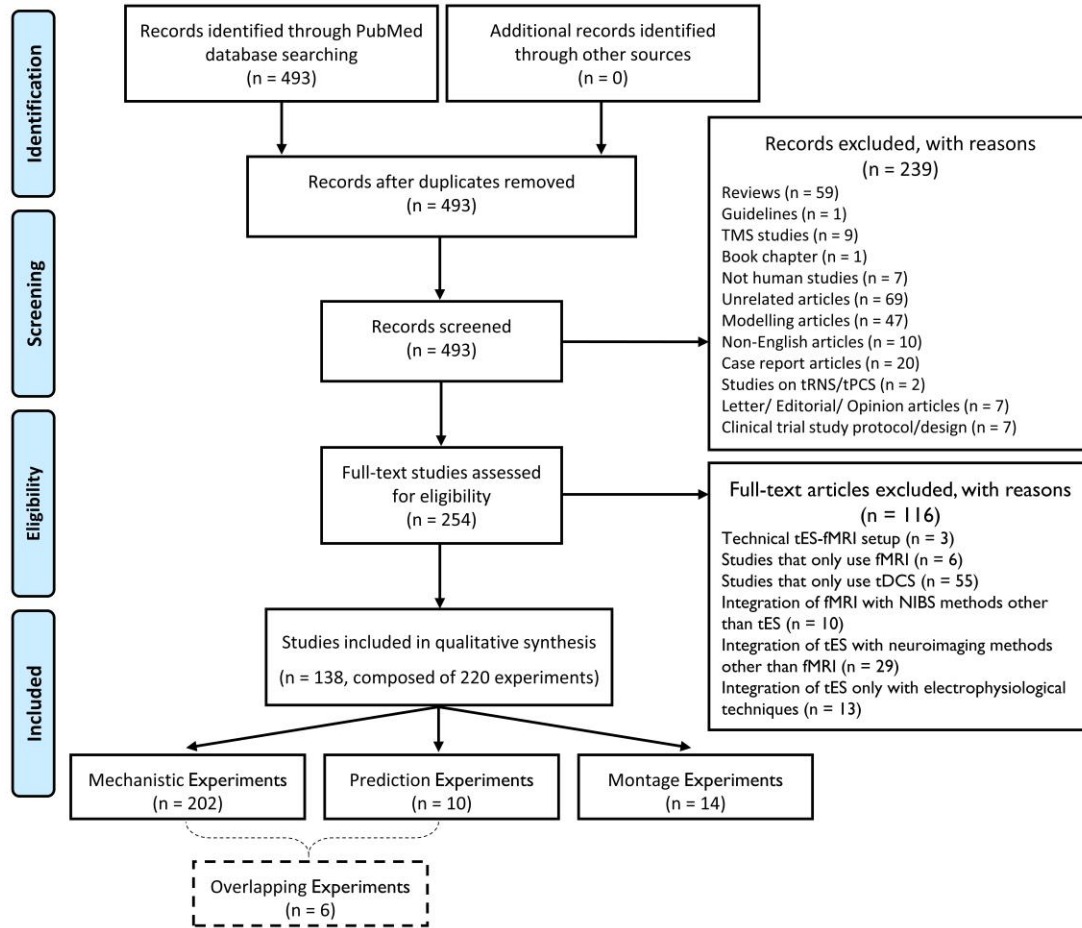 Identification
Records identified through PubMed
database searching
(n = 493)
Additional records identified
through other sources
(n = 0)
Records after duplicates removed
(n = 493)
Records excluded, with reasons
(n = 239)
Reviews (n = 59)
Guidelines (n = 1)
TMS studies (n = 9)
Book chapter (n = 1)
Not human studies (n = 7)
Unrelated articles (n = 69)
Modelling articles (n = 47)
Non-English articles (n = 10)
Case report articles (n = 20)
Studies on tRNS/tPCS (n = 2)
Letter/ Editorial/ Opinion articles (n = 7)
Clinical trial study protocol/design (n = 7)
Screening
Records screened
(n = 493)
Eligibility
Full-text studies assessed
for eligibility
(n = 254)
Full-text articles excluded, with reasons
(n = 116)
Technical tES-fMRI setup (n = 3)
Studies that only use fMRI (n = 6)
Studies that only use tDCS (n = 55)
Integration of fMRI with NIBS methods other
than tES (n = 10)
Integration of tES with neuroimaging methods
other than fMRI (n = 29)
Integration of tES only with electrophysiological
techniques (n = 13)
Included
Studies included in qualitative synthesis
(n = 138, composed of 220 experiments)
Mechanistic Experiments
(n = 202)
Prediction Experiments
(n = 10)
Montage Experiments
(n = 14)
Overlapping Experiments
(n = 6)